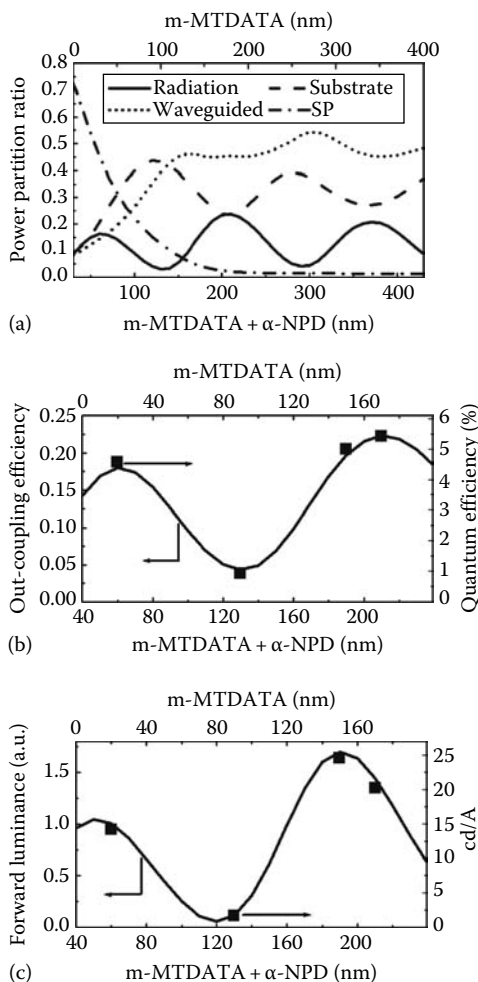 m-MTDATA (nm)
0 100 200 300 400
0.8
0.7
0.6
0.5
0.4
0.3
0.2
0.1
0.0
Power partition ratio
Radiation Substrate
Waveguided SP
100 200 300 400
(a) m-MTDATA + α-NPD (nm)
m-MTDATA (nm)
0 40 80 120 160
0.25
0.20
0.15
0.10
0.05
0.00
Out-coupling efficiency
6
5
4
3
2
1
0
Quantum efficiency (%)
40 80 120 160 200
(b) m-MTDATA + α-NPD (nm)
m-MTDATA (nm)
0 40 80 120 160
1.5
1.0
0.5
0.0
Forward luminance (a.u.)
25
20
15
10
5
0
cd/A
40 80 120 160 200
(c) m-MTDATA + α-NPD (nm)